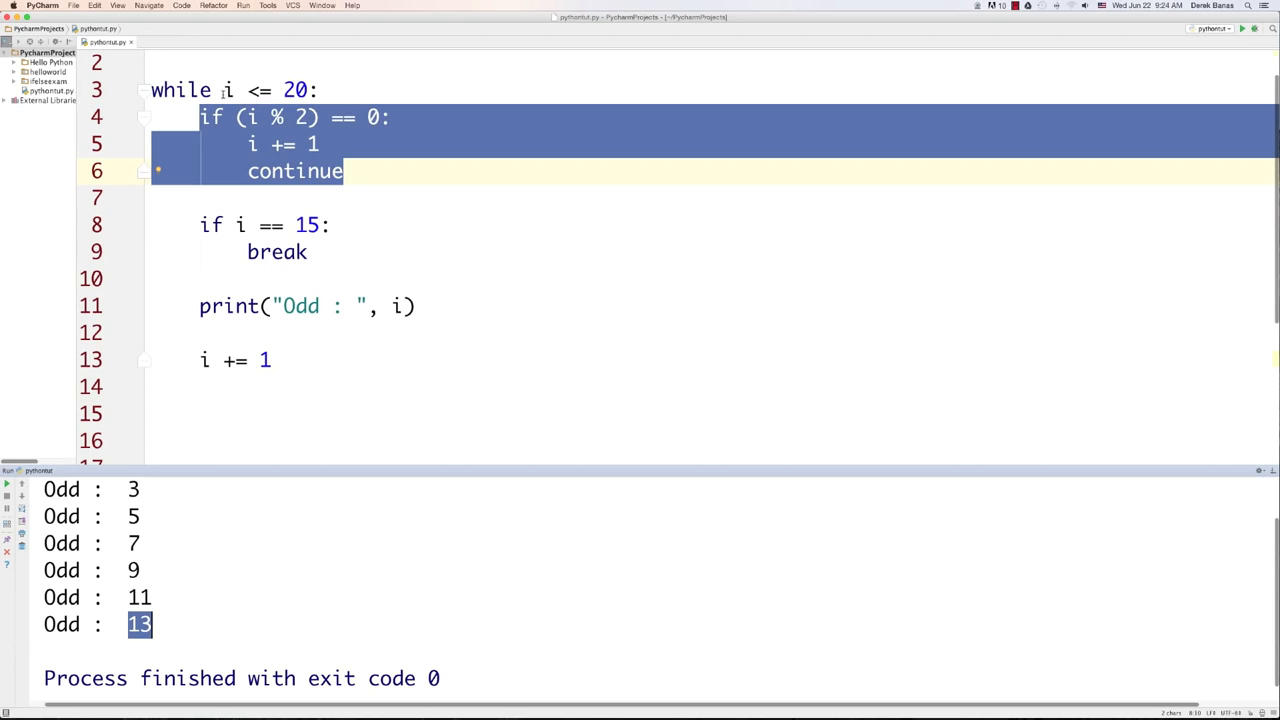 PyCharm File Edit View Navigate Code Refactor Run Tools VCS Window Help 10 Wed Jun 22 9:24 AM Derek Banas
pythontut.py - PycharmProjects - [~/PycharmProjects]
PycharmProjects pythontut.py pythontut
pythontut.py ×
PycharmProject
Hello Python
helloworld
ifelseexam
pythontut.py
External Librarie
2
3 while i <= 20:
4 if (i % 2) == 0:
5 i += 1
6 continue
7
8 if i == 15:
9 break
10
11 print("Odd : ", i)
12
13 i += 1
14
15
16
17
Run pythontut
Odd : 3
Odd : 5
Odd : 7
Odd : 9
Odd : 11
Odd : 13
Process finished with exit code 0
2 chars 8:10 LF÷ UTF-8÷